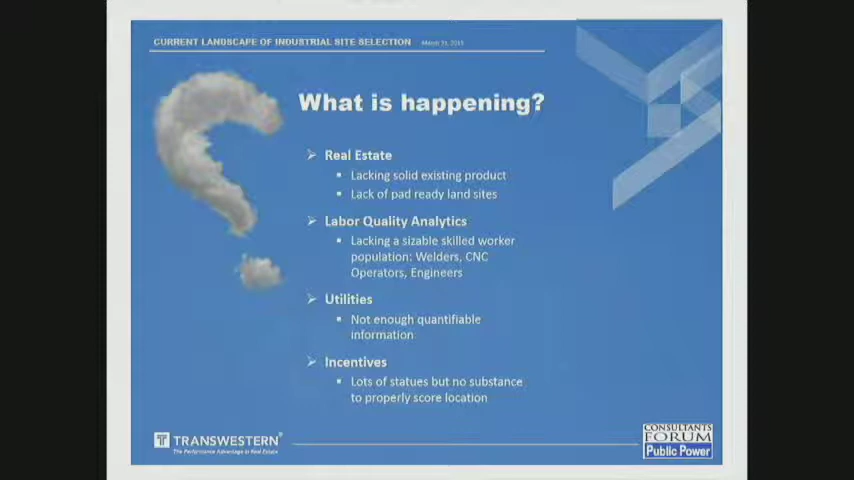 CURRENT LANDSCAPE OF INDUSTRIAL SITE SELECTION
What is happening?
Real Estate
Lacking solid existing product
Lack of pad ready land sites
Labor Quality Analytics
Lacking a sizable skilled worker
population: Welders, CNC
Operators, Engineers
Utilities
Not enough quantifiable
information
Incentives
Lots of statues but no substance
to properly score location
TRANSWESTERN®
The Performance Advantage in Real Estate
CONSULTANTS
FORUM
Public Power